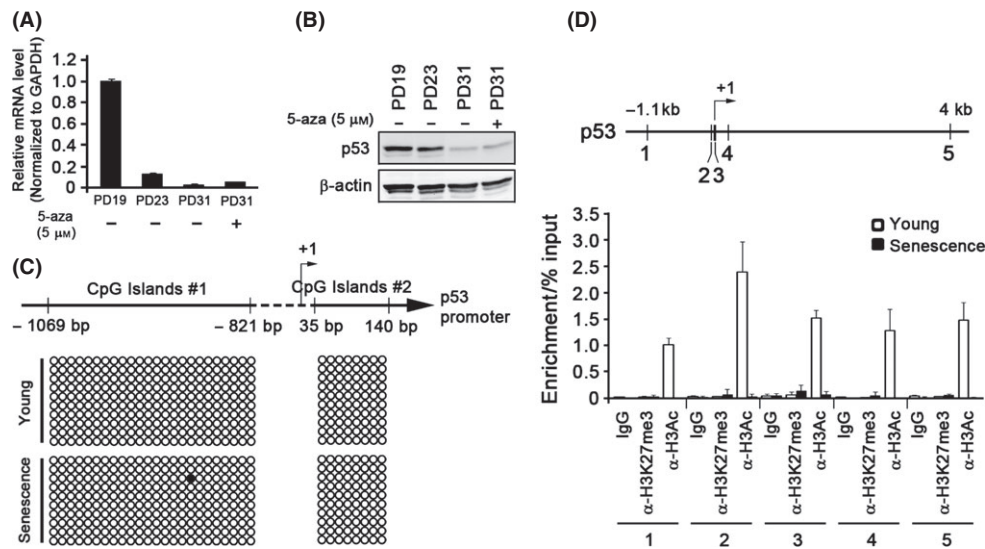 (A)
Relative mRNA level
(Normalized to GAPDH)
1.2
1.0
0.8
0.6
0.4
0.2
0
PD19 PD23 PD31 PD31
5-aza
(5 μM)
– – – +
(B)
PD19 PD23 PD31 PD31
5-aza (5 μM) – – – +
p53
β-actin
(C)
+1
CpG Islands #1 CpG Islands #2
p53
promoter
– 1069 bp – 821 bp 35 bp 140 bp
Young
Senescence
(D)
+1
–1.1kb 4 kb
p53
1 4 5
2 3
Enrichment/% input
3.5
3.0
2.5
2.0
1.5
1.0
0.5
0
Young
Senescence
IgG α-H3K27me3 α-H3Ac IgG α-H3K27me3 α-H3Ac IgG α-H3K27me3 α-H3Ac IgG α-H3K27me3 α-H3Ac IgG α-H3K27me3 α-H3Ac
1 2 3 4 5